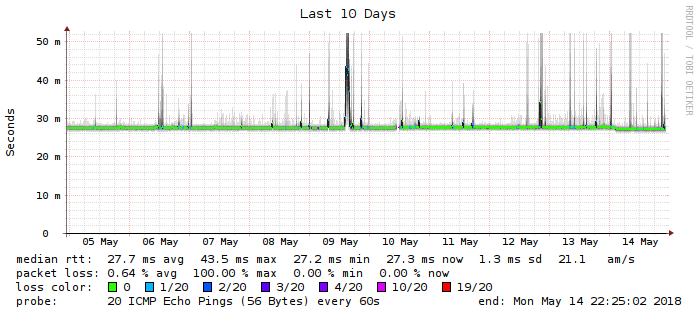 Last 10 Days
RRDTOOL / TOBI OETIKER
Seconds
50 m
40 m
30 m
20 m
10 m
0
05 May 06 May 07 May 08 May 09 May 10 May 11 May 12 May 13 May 14 May
median rtt: 27.7 ms avg 43.5 ms max 27.2 ms min 27.3 ms now 1.3 ms sd 21.1 am/s
packet loss: 0.64 % avg 100.00 % max 0.00 % min 0.00 % now
loss color: 0 1/20 2/20 3/20 4/20 10/20 19/20
probe: 20 ICMP Echo Pings (56 Bytes) every 60s end: Mon May 14 22:25:02 2018